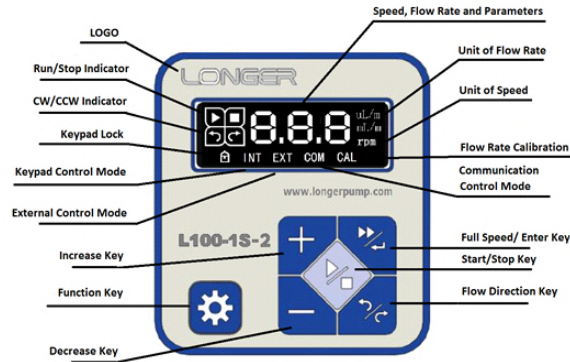 Speed, Flow Rate and Parameters
LOGO
LONGER
Unit of Flow Rate
Run/Stop Indicator
CW/CCW Indicator
8.8.8
uL/m
mL/m
rpm
Unit of Speed
Keypad Lock
INT EXT COM CAL
Flow Rate Calibration
Keypad Control Mode
Communication
Control Mode
www.longerpump.com
External Control Mode
L100-1S-2
Full Speed/ Enter Key
Increase Key
Start/Stop Key
Function Key
Flow Direction Key
Decrease Key